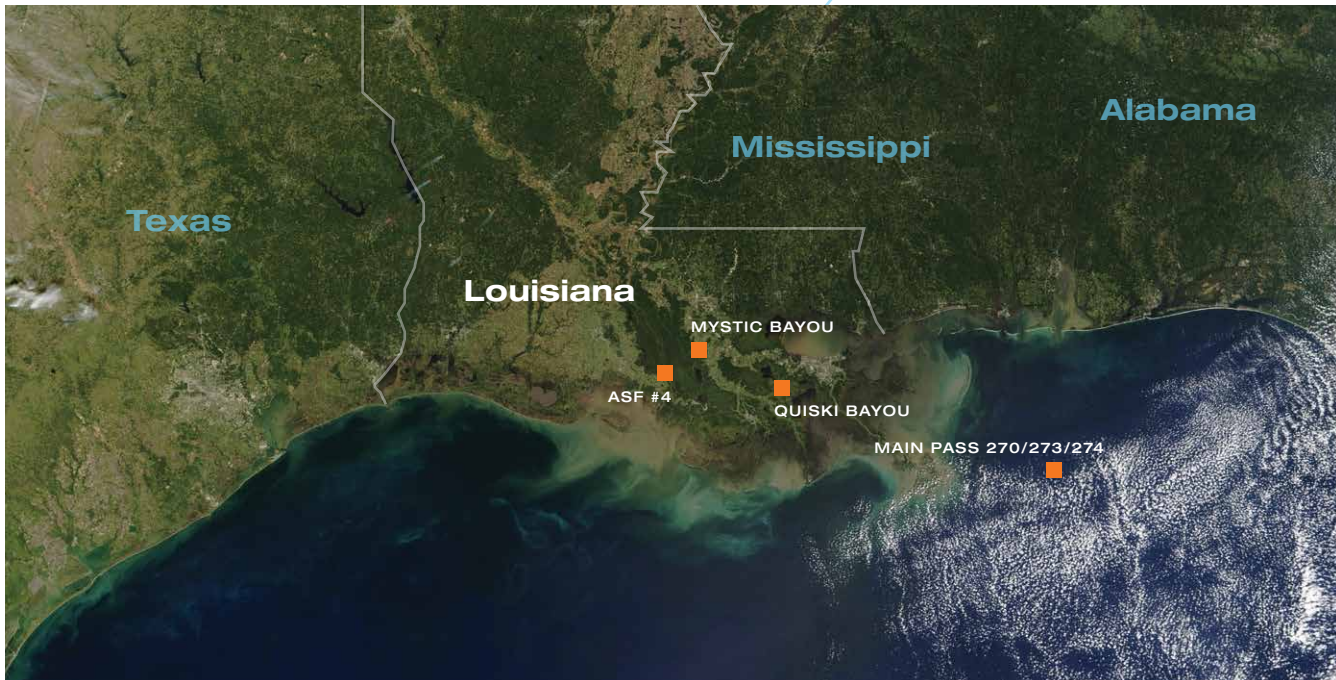 Alabama
Mississippi
Texas
Louisiana
MYSTIC BAYOU
ASF #4
QUISKI BAYOU
MAIN PASS 270/273/274